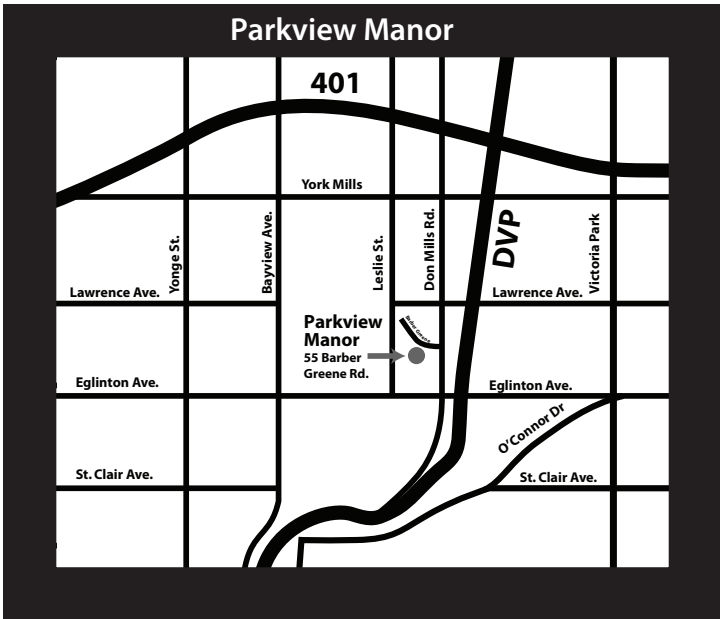 Parkview Manor
401
York Mills
Yonge St.
Bayview Ave.
Leslie St.
Don Mills Rd.
DVP
Victoria Park
Lawrence Ave.
Lawrence Ave.
Barber Greene
Parkview
Manor
55 Barber
Greene Rd.
Eglinton Ave.
Eglinton Ave.
O'Connor Dr
St. Clair Ave.
St. Clair Ave.